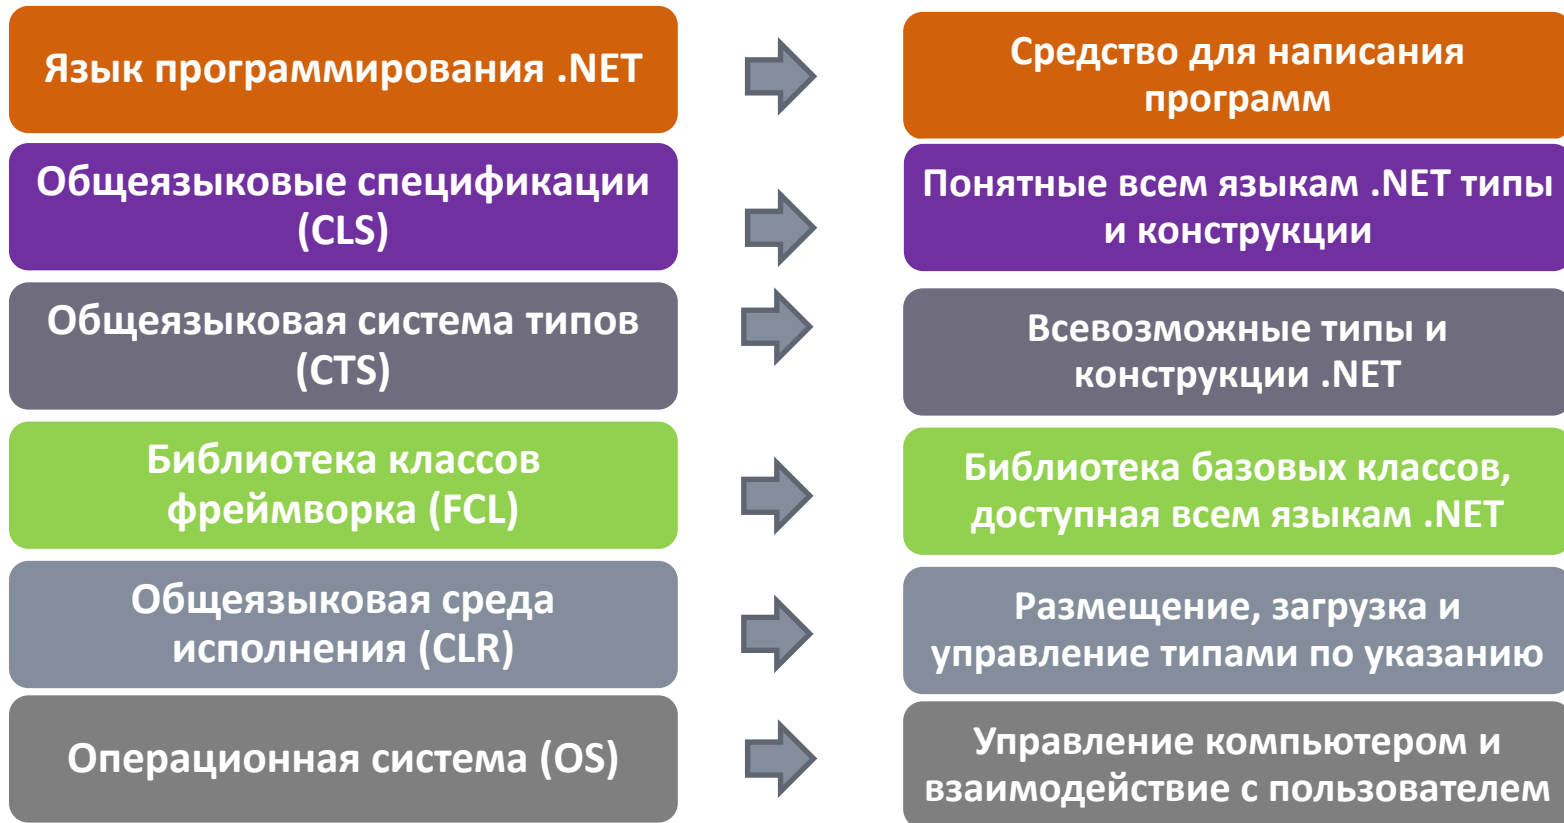 Язык программирования .NET
Средство для написания
программ
Общеязыковые спецификации
(CLS)
Понятные всем языкам .NET типы
и конструкции
Общеязыковая система типов
(CTS)
Всевозможные типы и
конструкции .NET
Библиотека классов
фреймворка (FCL)
Библиотека базовых классов,
доступная всем языкам .NET
Общеязыковая среда
исполнения (CLR)
Размещение, загрузка и
управление типами по указанию
Операционная система (OS)
Управление компьютером и
взаимодействие с пользователем